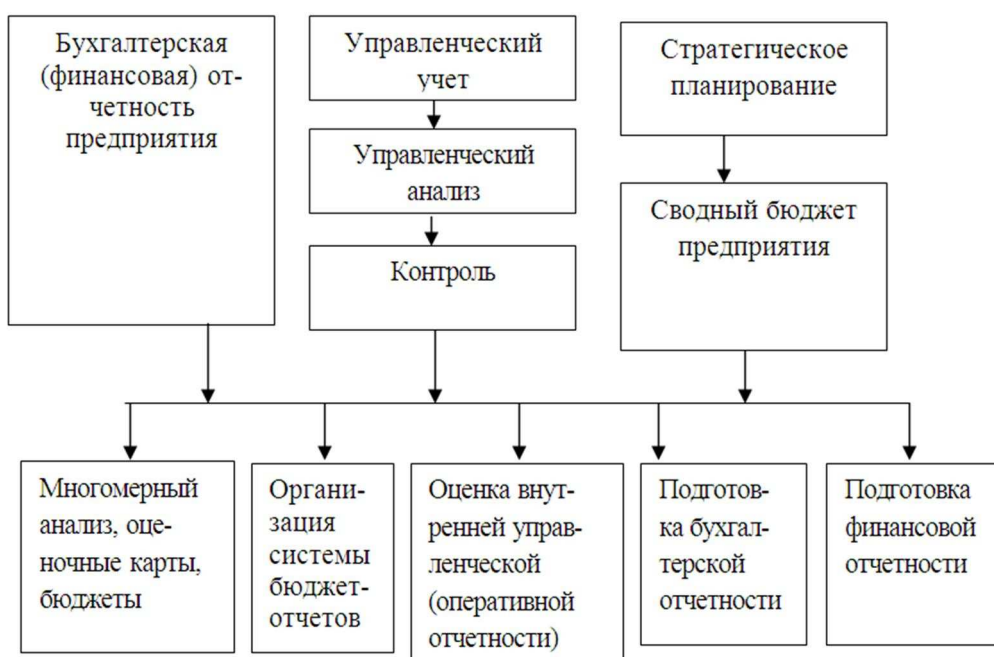 Бухгалтерская
(финансовая) от-
четность
предприятия
Управленческий
учет
Управленческий
анализ
Контроль
Стратегическое
планирование
Сводный бюджет
предприятия
Многомерный
анализ, оце-
ночные карты,
бюджеты
Органи-
зация
системы
бюджет-
отчетов
Оценка внут-
ренней управ-
ленческой
(оперативной
отчетности)
Подготов-
ка бухгал-
терской
отчетности
Подготовка
финансовой
отчетности